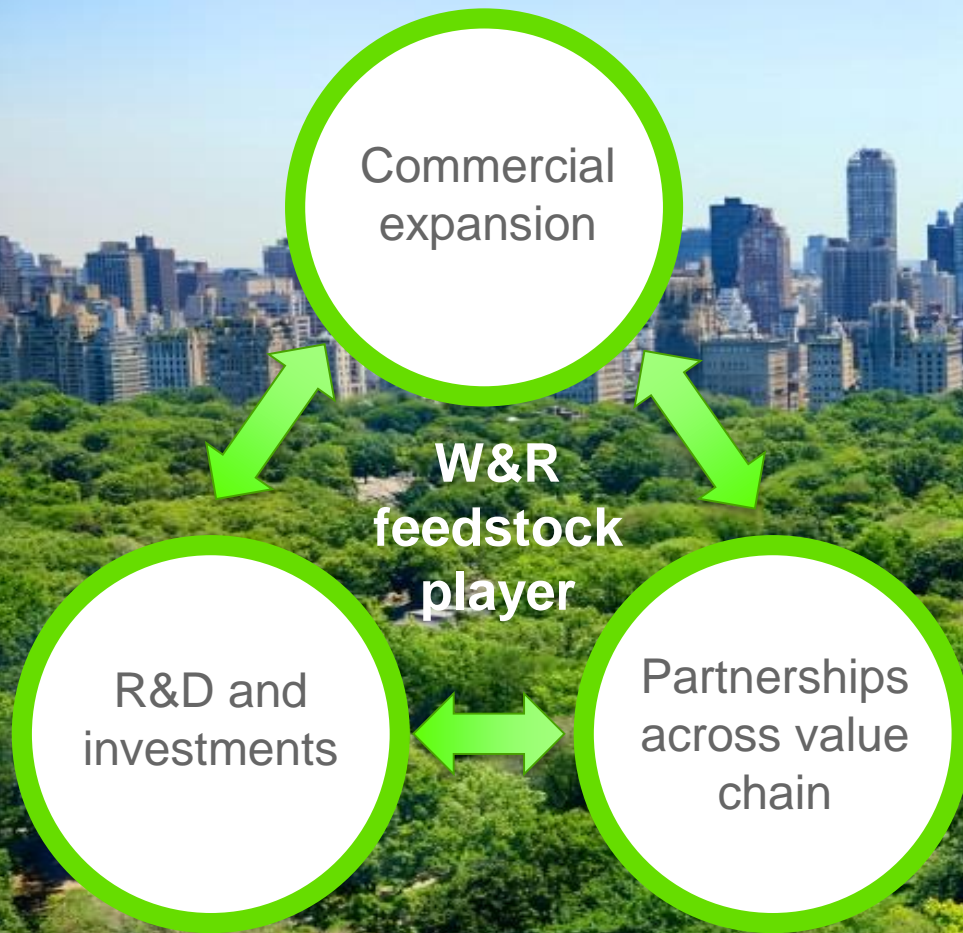 Commercial
expansion
W&R
feedstock
player
R&D and
investments
Partnerships
across value
chain